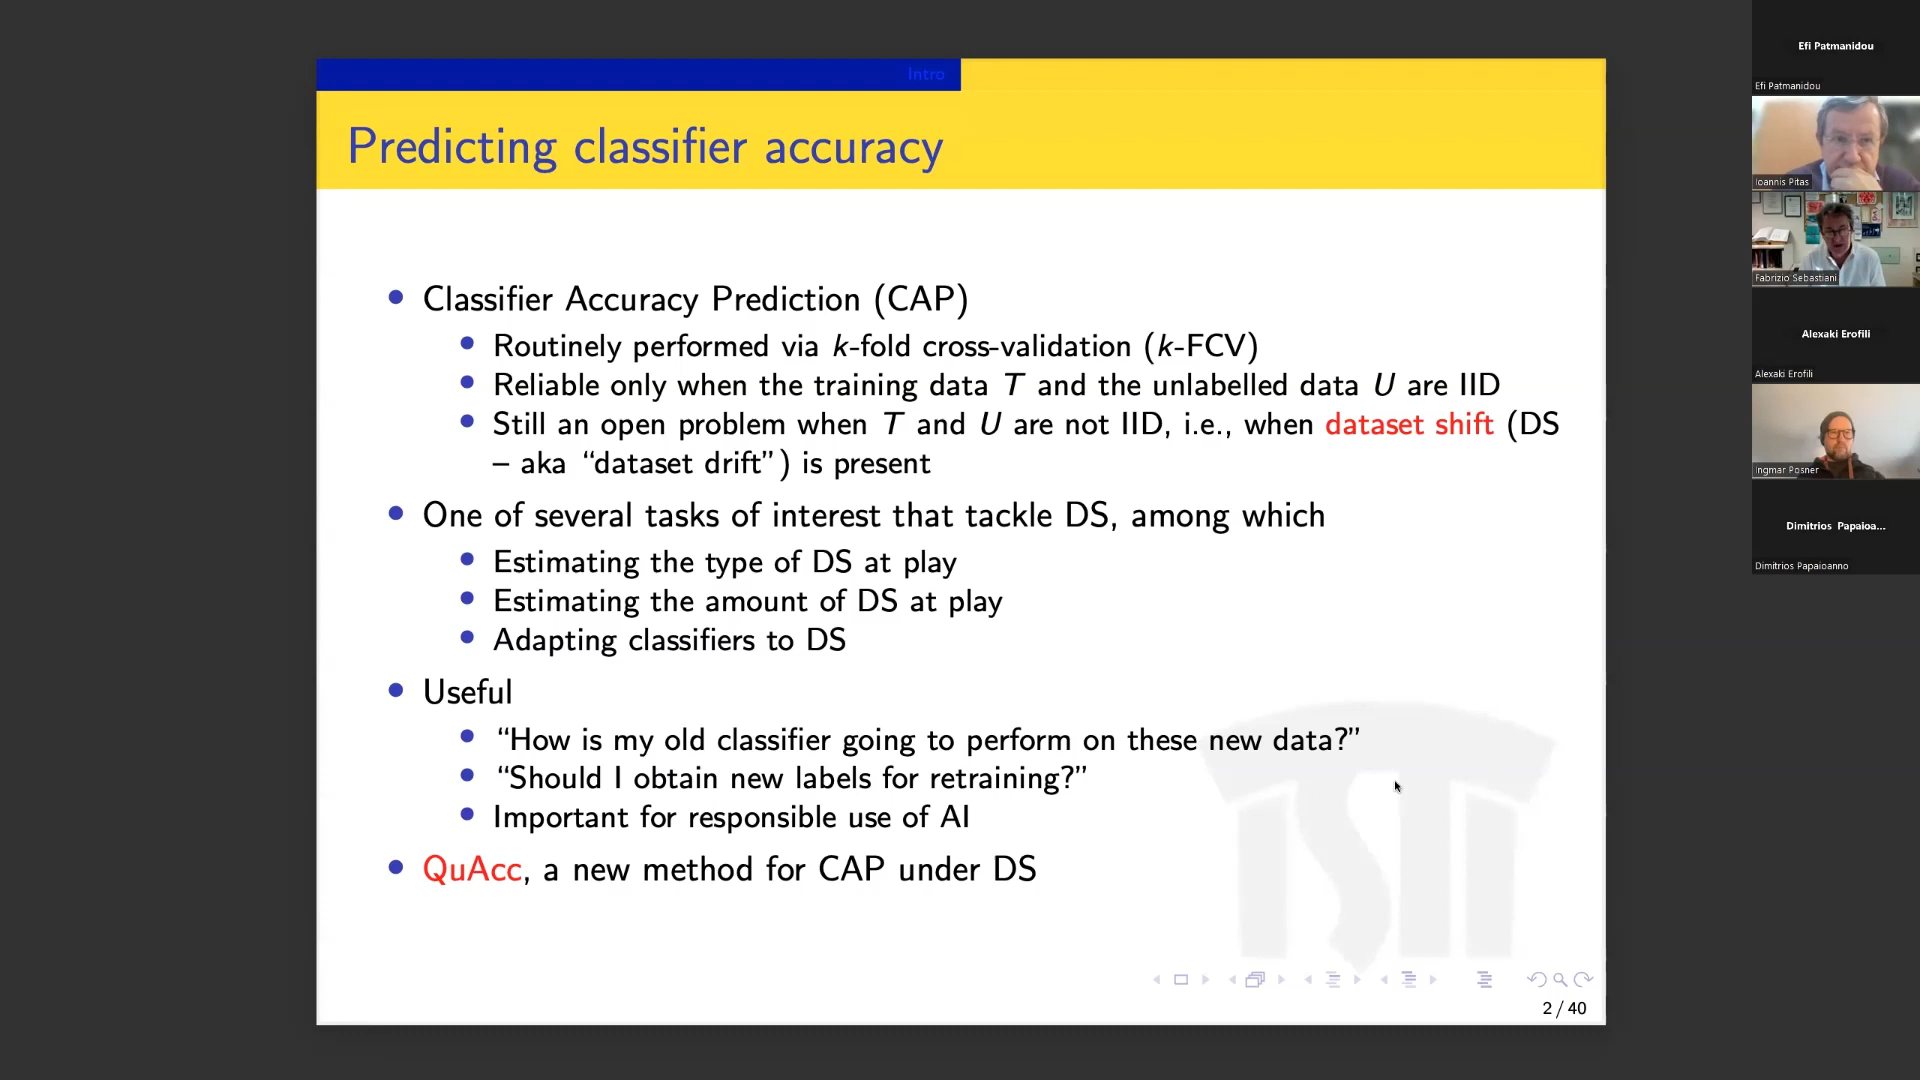 Intro
Predicting classifier accuracy
• Classifier Accuracy Prediction (CAP)
• Routinely performed via k-fold cross-validation (k-FCV)
• Reliable only when the training data T and the unlabelled data U are IID
• Still an open problem when T and U are not IID, i.e., when dataset shift (DS
– aka “dataset drift”) is present
• One of several tasks of interest that tackle DS, among which
• Estimating the type of DS at play
• Estimating the amount of DS at play
• Adapting classifiers to DS
• Useful
• “How is my old classifier going to perform on these new data?”
• “Should I obtain new labels for retraining?”
• Important for responsible use of AI
• QuAcc, a new method for CAP under DS
ISTI
2 / 40
Efi Patmanidou
Efi Patmanidou
Ioannis Pitas
Fabrizio Sebastiani
Alexaki Erofili
Alexaki Erofili
Ingmar Posner
Dimitrios Papaioa...
Dimitrios Papaioanno